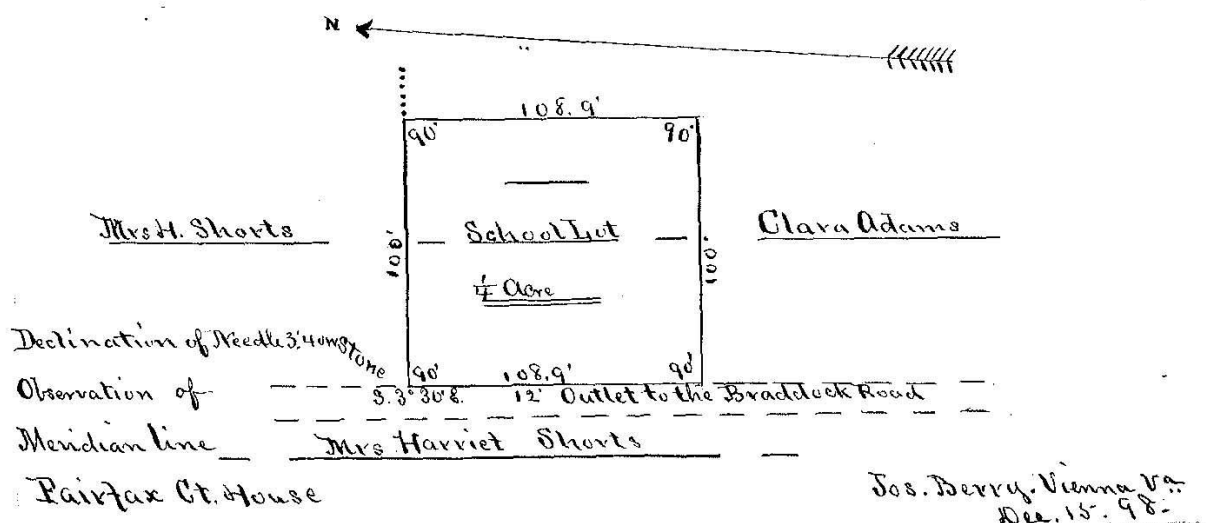 N
108.9'
90° 90°
Mrs H. Shorts
School Lot
Clara Adams
100'
100'
1/4 Acre
Declination of Needle 3°.40 W
Stone
90° 108.9' 90°
Observation of
S. 3° 30' E. 12' Outlet to the Braddock Road
Meridian line
Mrs Harriet Shorts
Fairfax Ct. House
Jos. Berry. Vienna Va.
Dec. 15. 98-